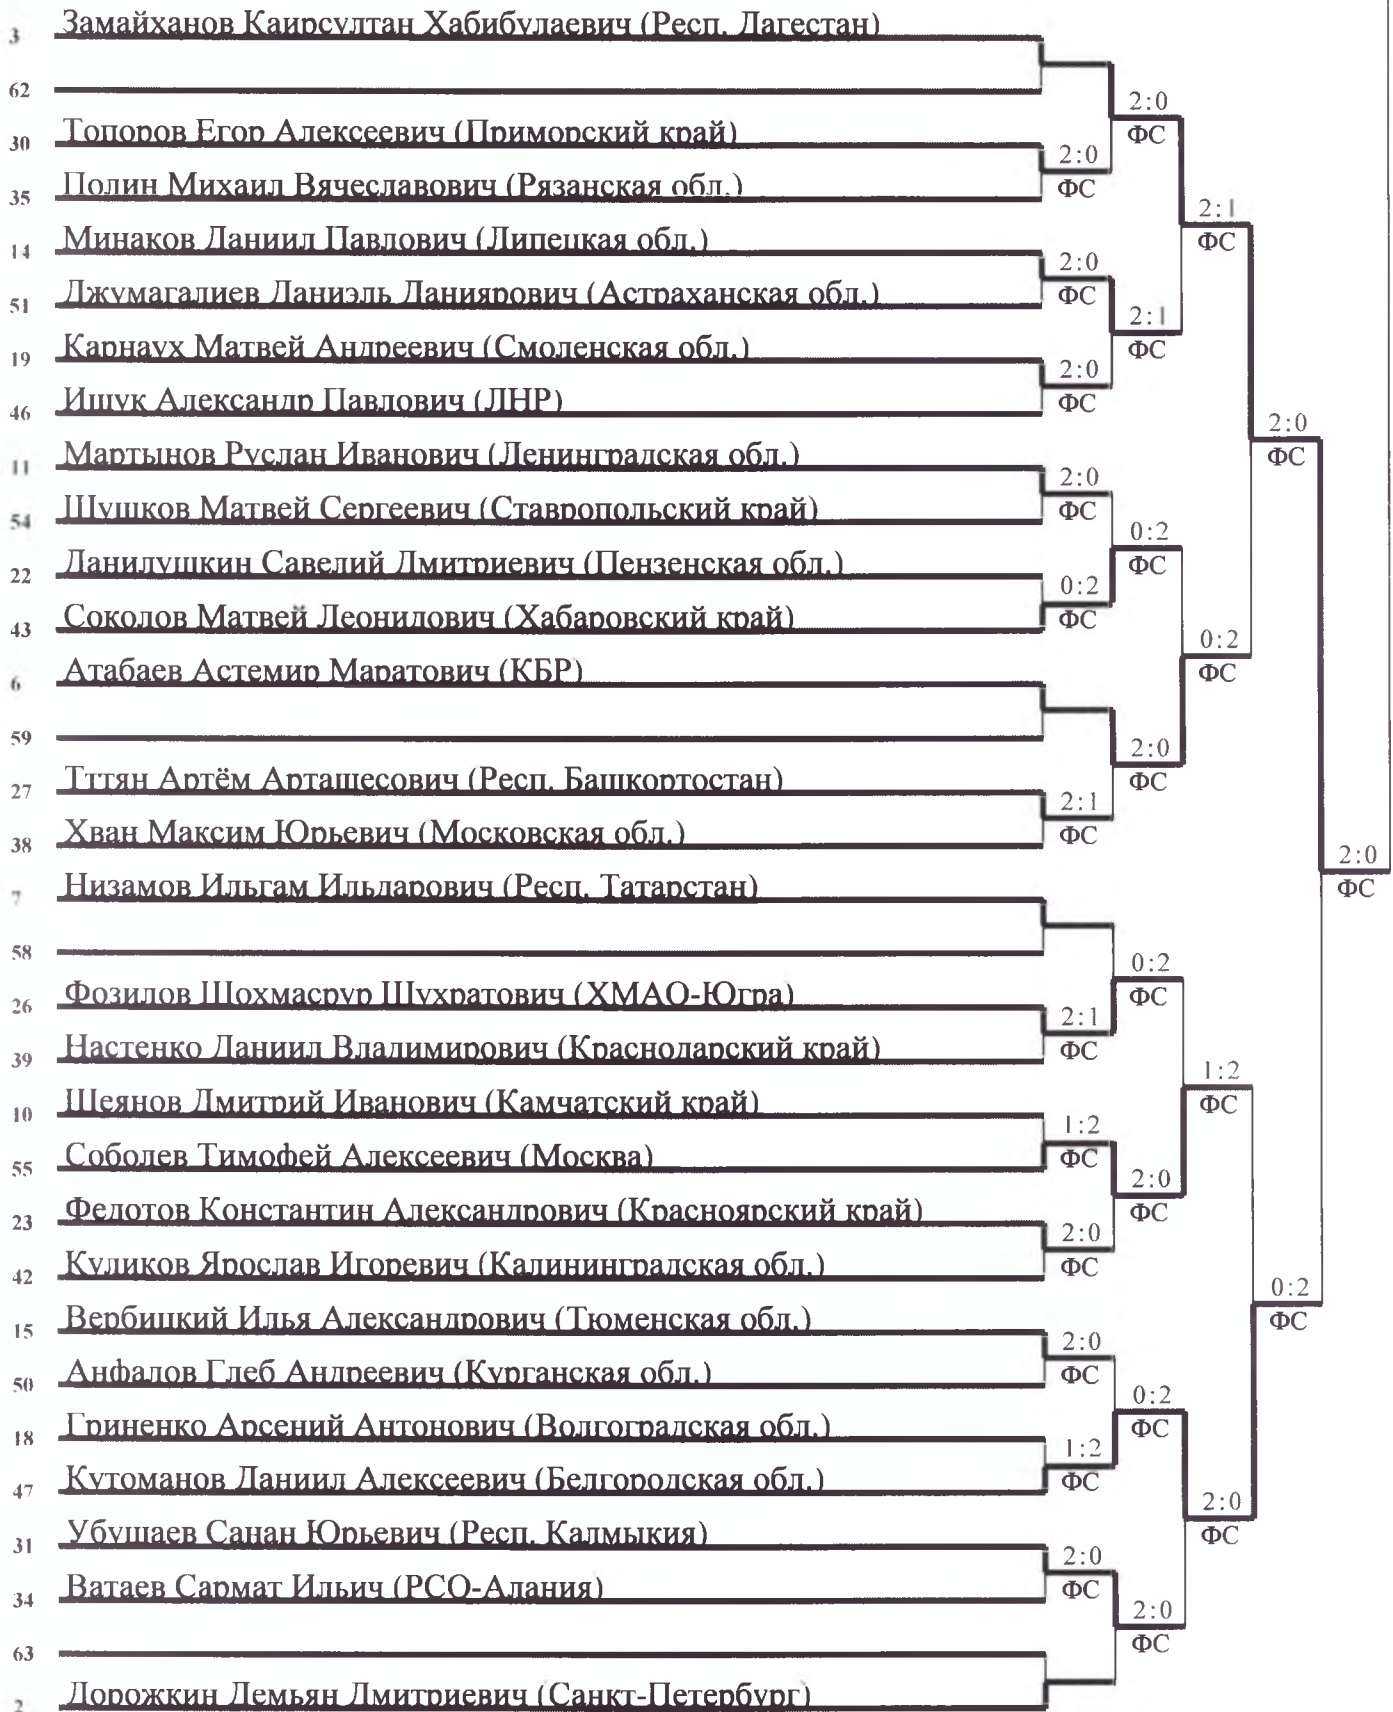 3 Замайханов Каирсултан Хабибулаевич (Респ. Дагестан)
62
2:0
ФС
30 Топоров Егор Алексеевич (Приморский край)
2:0
ФС
35 Полин Михаил Вячеславович (Рязанская обл.)
2:1
ФС
14 Минаков Даниил Павлович (Липецкая обл.)
2:0
ФС
51 Джумагалиев Даниэль Даниярович (Астраханская обл.)
2:1
ФС
19 Карнаух Матвей Андреевич (Смоленская обл.)
2:0
ФС
46 Ищук Александр Павлович (ЛНР)
2:0
ФС
11 Мартынов Руслан Иванович (Ленинградская обл.)
2:0
ФС
54 Шушков Матвей Сергеевич (Ставропольский край)
0:2
ФС
22 Данилушкин Савелий Дмитриевич (Пензенская обл.)
0:2
ФС
43 Соколов Матвей Леонидович (Хабаровский край)
0:2
ФС
6 Атабаев Астемир Маратович (КБР)
59
2:0
ФС
27 Тттян Артём Арташесович (Респ. Башкортостан)
2:1
ФС
38 Хван Максим Юрьевич (Московская обл.)
2:0
ФС
7 Низамов Ильгам Ильдарович (Респ. Татарстан)
58
0:2
ФС
26 Фозилов Шохмасрур Шухратович (ХМАО-Югра)
2:1
ФС
39 Настенко Даниил Владимирович (Краснодарский край)
1:2
ФС
10 Шеянов Дмитрий Иванович (Камчатский край)
1:2
ФС
55 Соболев Тимофей Алексеевич (Москва)
2:0
ФС
23 Федотов Константин Александрович (Красноярский край)
2:0
ФС
42 Куликов Ярослав Игоревич (Калининградская обл.)
0:2
ФС
15 Вербицкий Илья Александрович (Тюменская обл.)
2:0
ФС
50 Анфалов Глеб Андреевич (Курганская обл.)
0:2
ФС
18 Гриненко Арсений Антонович (Волгоградская обл.)
1:2
ФС
47 Кутоманов Даниил Алексеевич (Белгородская обл.)
2:0
ФС
31 Убушаев Санан Юрьевич (Респ. Калмыкия)
2:0
ФС
34 Ватаев Сармат Ильич (РСО-Алания)
2:0
ФС
63
2 Дорожкин Демьян Дмитриевич (Санкт-Петербург)